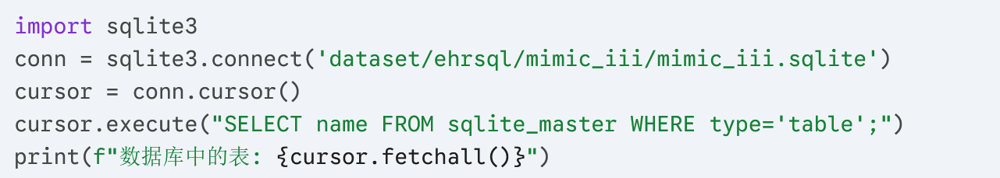 import sqlite3
conn = sqlite3.connect('dataset/ehrsql/mimic_iii/mimic_iii.sqlite')
cursor = conn.cursor()
cursor.execute("SELECT name FROM sqlite_master WHERE type='table';")
print(f"数据库中的表: {cursor.fetchall()}")